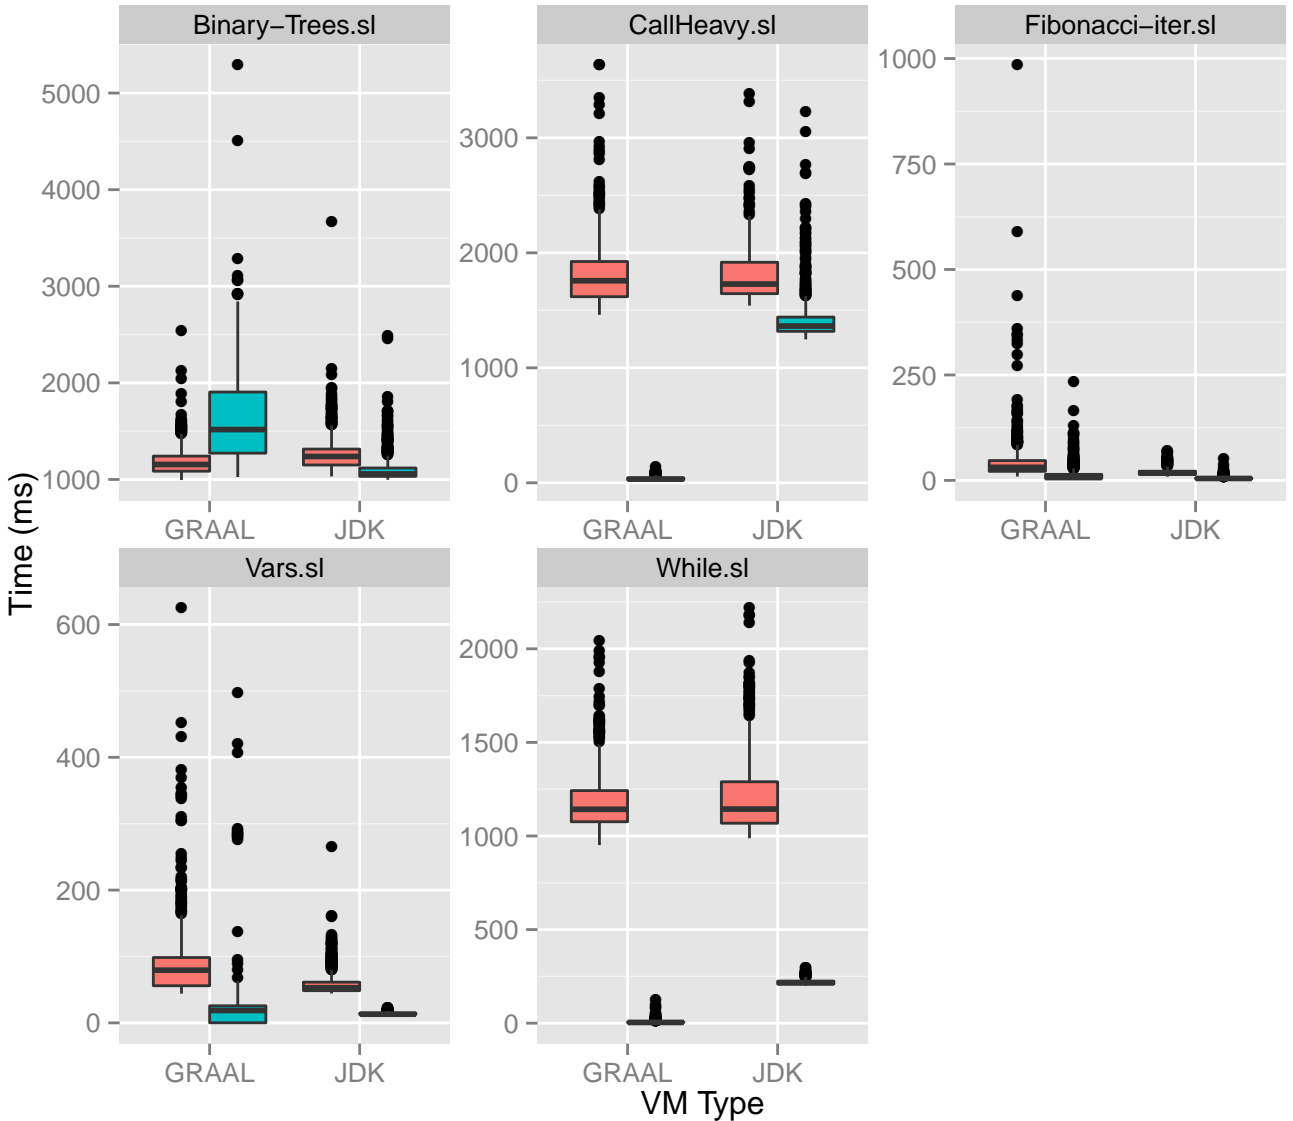 Binary−Trees.sl
CallHeavy.sl
Fibonacci−iter.sl
5000
4000
3000
2000
1000
3000
2000
1000
0
1000
750
500
250
0
GRAAL
JDK
GRAAL
JDK
GRAAL
JDK
Time (ms)
Vars.sl
While.sl
600
400
200
0
2000
1500
1000
500
0
GRAAL
JDK
GRAAL
JDK
VM Type